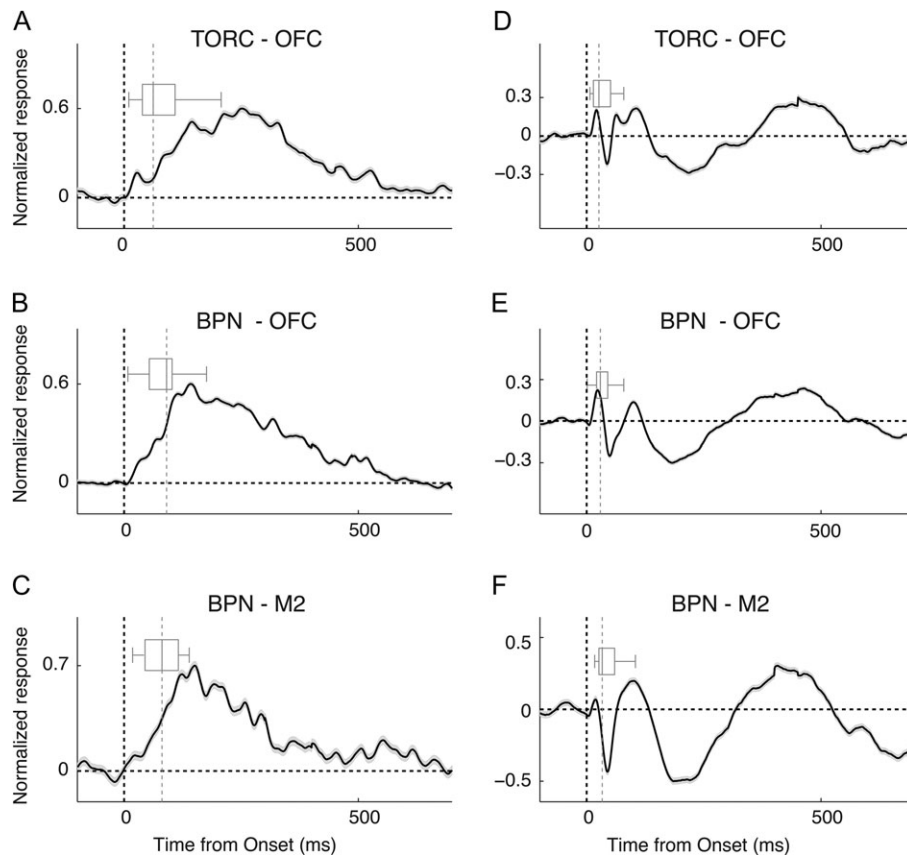 A
TORC - OFC
Normalized response
0.6
0
0
500
B
BPN - OFC
0.6
0
0
500
C
BPN - M2
Normalized response
0.7
0
0
500
Time from Onset (ms)
D
TORC - OFC
0.3
0
−0.3
0
500
E
BPN - OFC
0.3
0
−0.3
0
500
F
BPN - M2
0.5
0
−0.5
0
500
Time from Onset (ms)